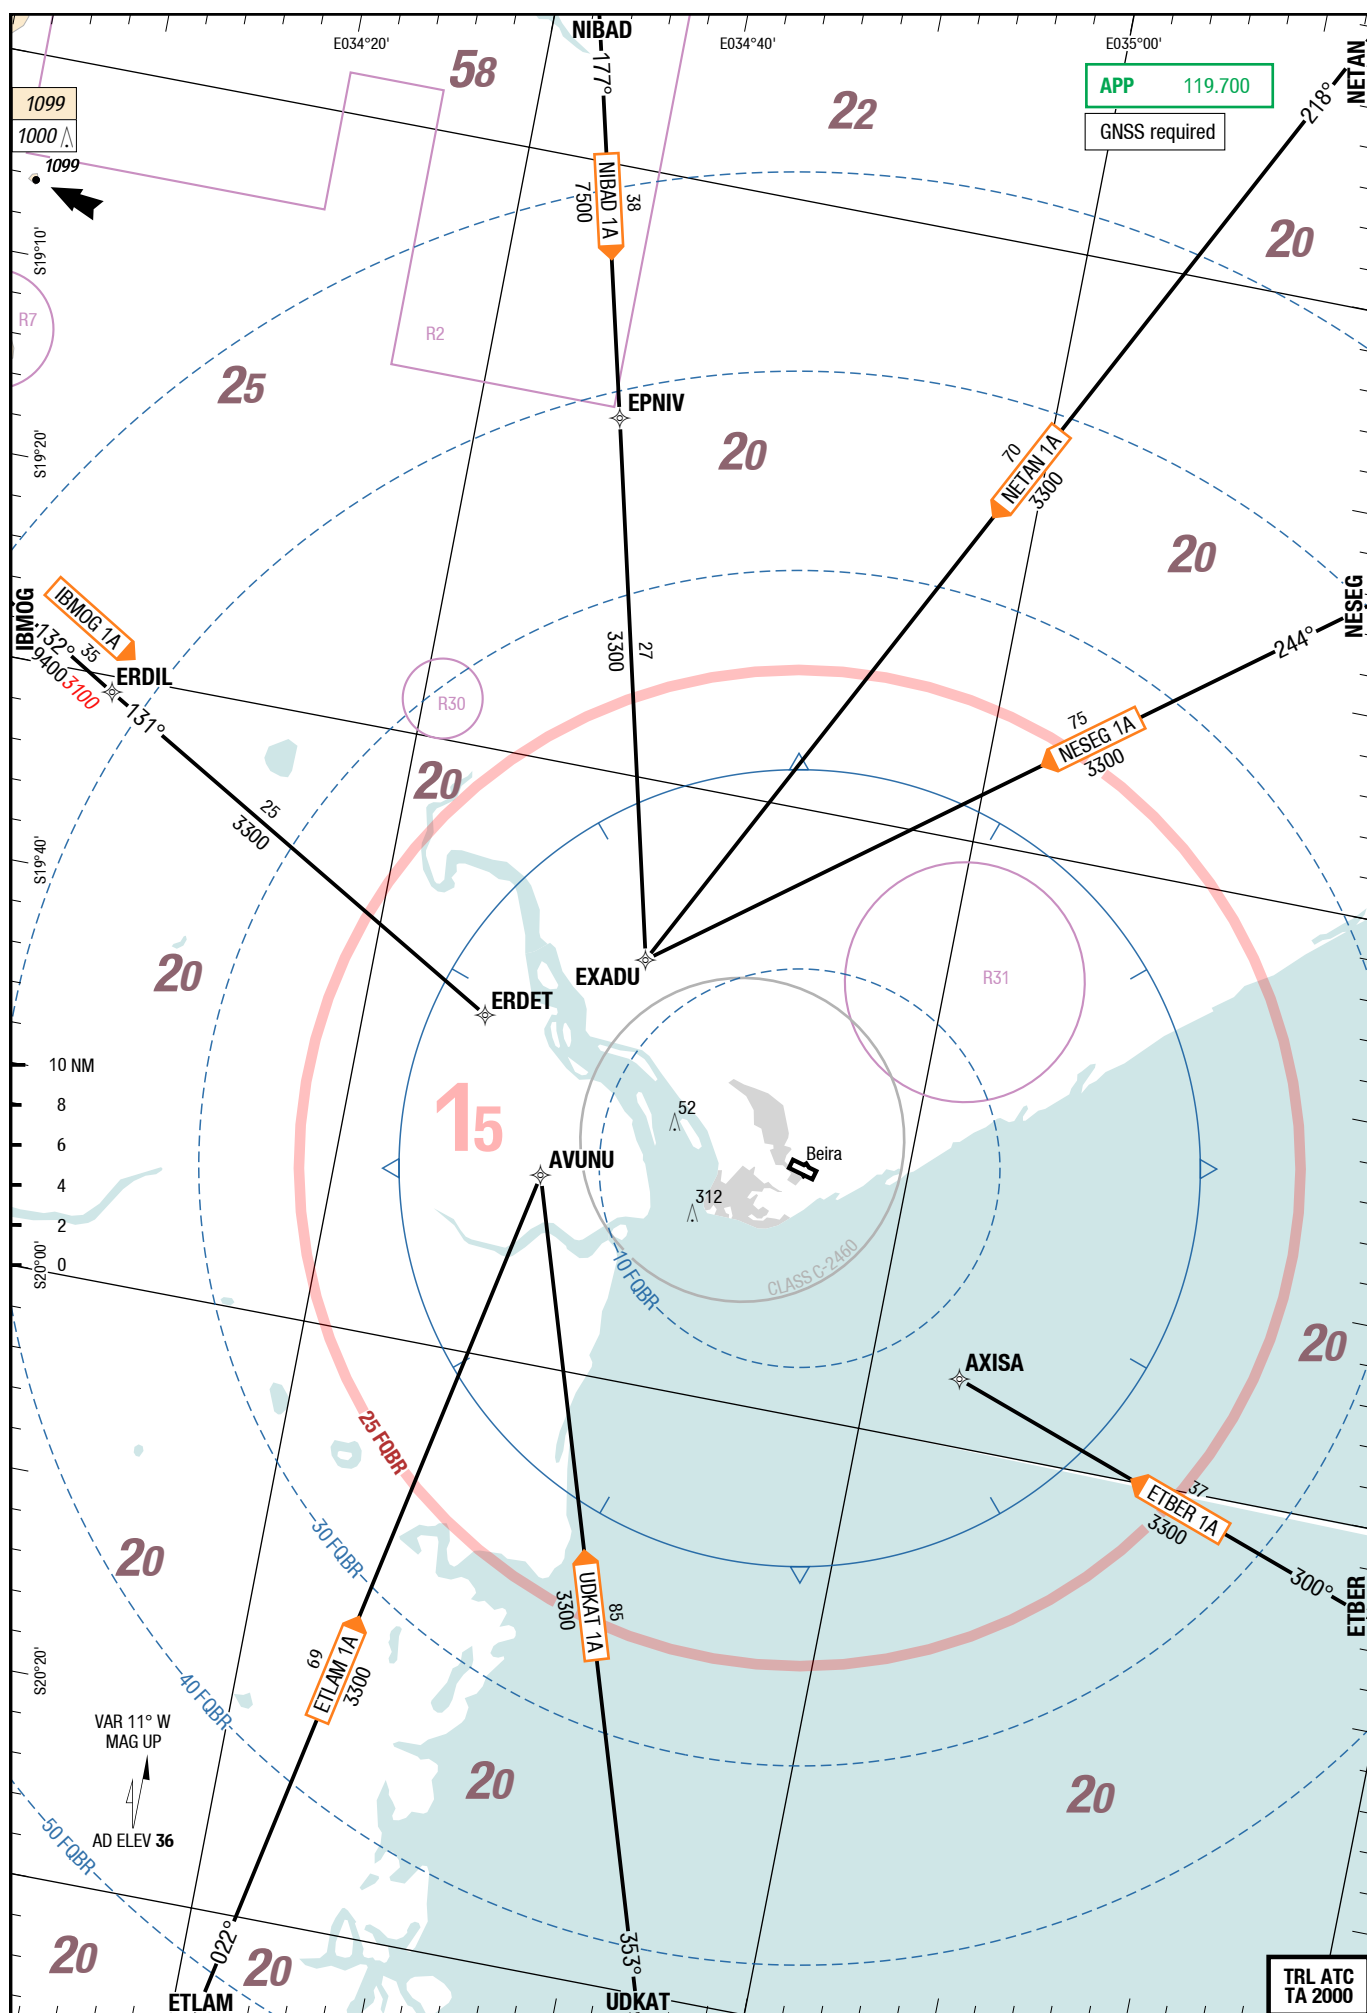 NIBAD
E034°20'
E034°40'
E035°00'
NETAN
58
177°
22
APP 119.700
218°
GNSS required
1099
1000
1099
NIBAD 1A
38
7500
S19°10'
20
R7
R2
25
EPNIV
20
S19°20'
70
NETAN 1A
3300
20
IBMOG
IBMOG 1A
NESEG
132°
35
9400
3100
ERDIL
244°
27
3300
R30
131°
75
NESEG 1A
3300
20
25
3300
S19°40'
20
EXADU
R31
ERDET
10 NM
8
6
4
2
0
15
52
AVUNU
Beira
312
S20°00'
10 FQBR
CLASS C-2460
AXISA
20
25 FQBR
37
ETBER 1A
3300
300°
ETBER
30 FQBR
20
UDKAT 1A
85
3300
69
ETLAM 1A
3300
S20°20'
40 FQBR
VAR 11° W
MAG UP
20
20
AD ELEV 36
50 FQBR
022°
353°
20
20
ETLAM
UDKAT
TRL ATC
TA 2000